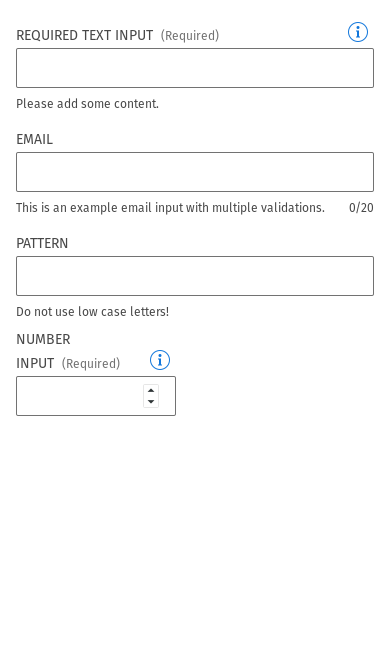 REQUIRED TEXT INPUT (Required)
Please add some content.
EMAIL
This is an example email input with multiple validations. 0/20
PATTERN
Do not use low case letters!
NUMBER
INPUT (Required)